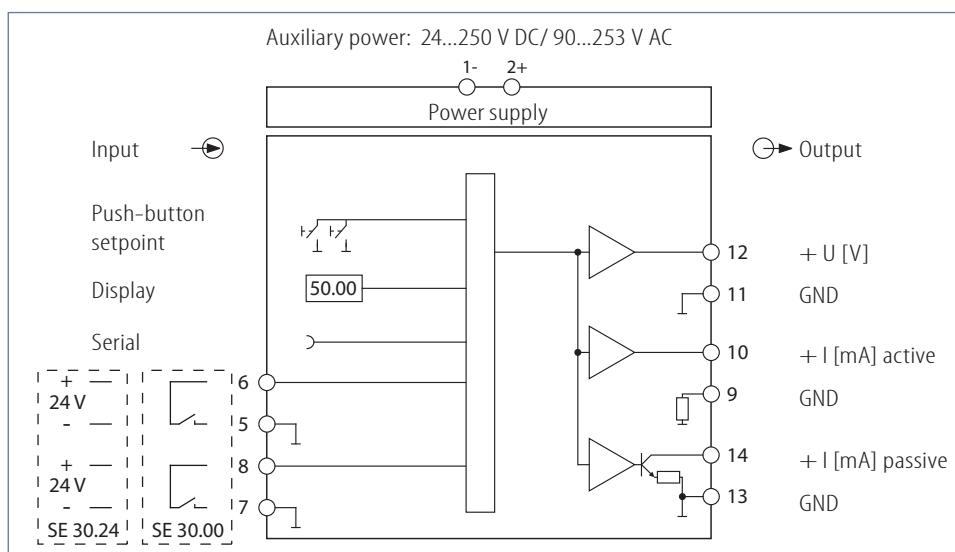 Auxiliary power: 24...250 V DC/ 90...253 V AC
1- 2+
Power supply
Input
Output
Push-button
setpoint
Display
50.00
Serial
12 + U [V]
11 GND
10 + I [mA] active
9 GND
14 + I [mA] passive
13 GND
+
24 V
-
6
5
+
24 V
-
8
7
SE 30.24 SE 30.00